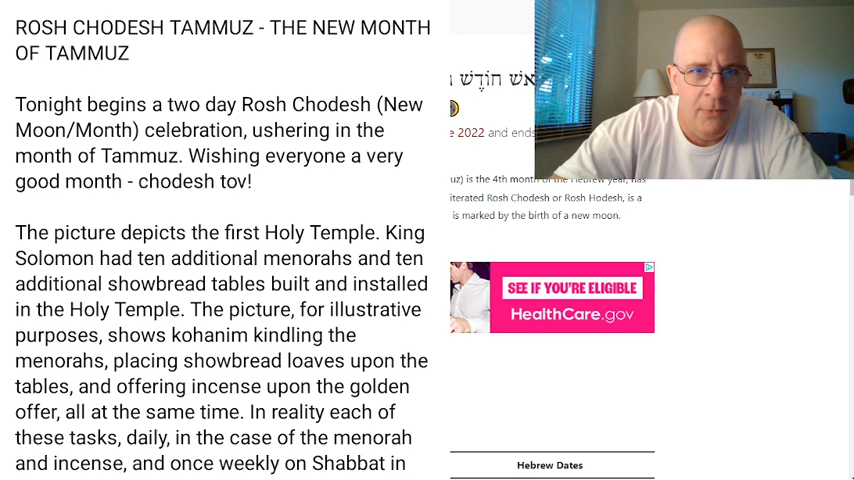 ROSH CHODESH TAMMUZ - THE NEW MONTH
OF TAMMUZ
Tonight begins a two day Rosh Chodesh (New
Moon/Month) celebration, ushering in the
month of Tammuz. Wishing everyone a very
good month - chodesh tov!
The picture depicts the first Holy Temple. King
Solomon had ten additional menorahs and ten
additional showbread tables built and installed
in the Holy Temple. The picture, for illustrative
purposes, shows kohanim kindling the
menorahs, placing showbread loaves upon the
tables, and offering incense upon the golden
offer, all at the same time. In reality each of
these tasks, daily, in the case of the menorah
and incense, and once weekly on Shabbat in
חוֹדֶשׁ
2022 and ends
is the 4th month of the Hebrew year, has
Rosh Chodesh or Rosh Hodesh, is a
is marked by the birth of a new moon.
SEE IF YOU'RE ELIGIBLE
HealthCare.gov
Hebrew Dates